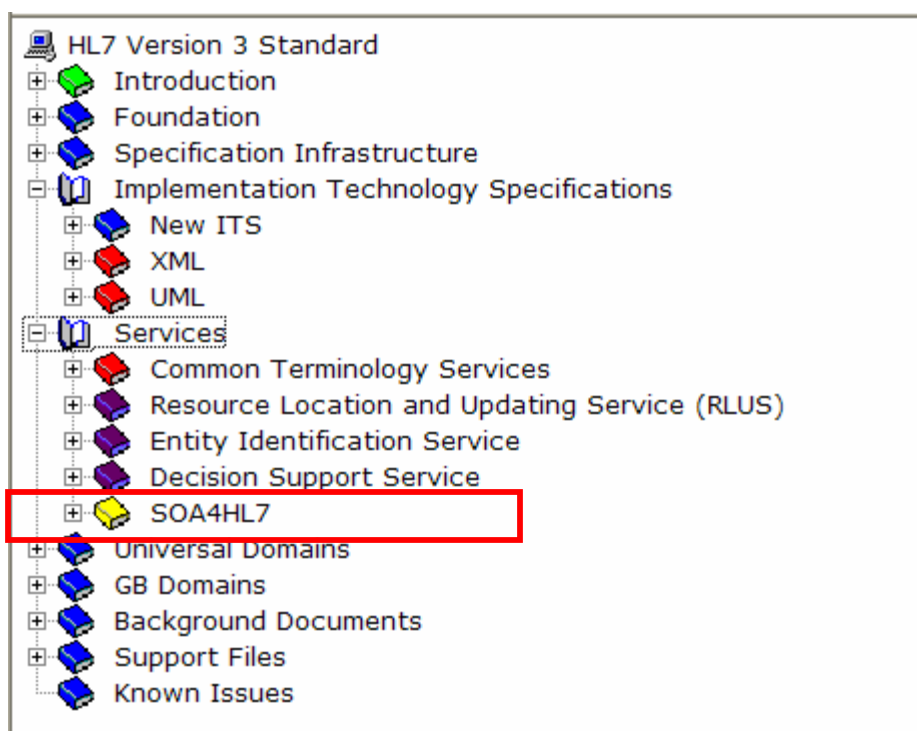 HL7 Version 3 Standard
Introduction
Foundation
Specification Infrastructure
Implementation Technology Specifications
New ITS
XML
UML
Services
Common Terminology Services
Resource Location and Updating Service (RLUS)
Entity Identification Service
Decision Support Service
SOA4HL7
Universal Domains
GB Domains
Background Documents
Support Files
Known Issues